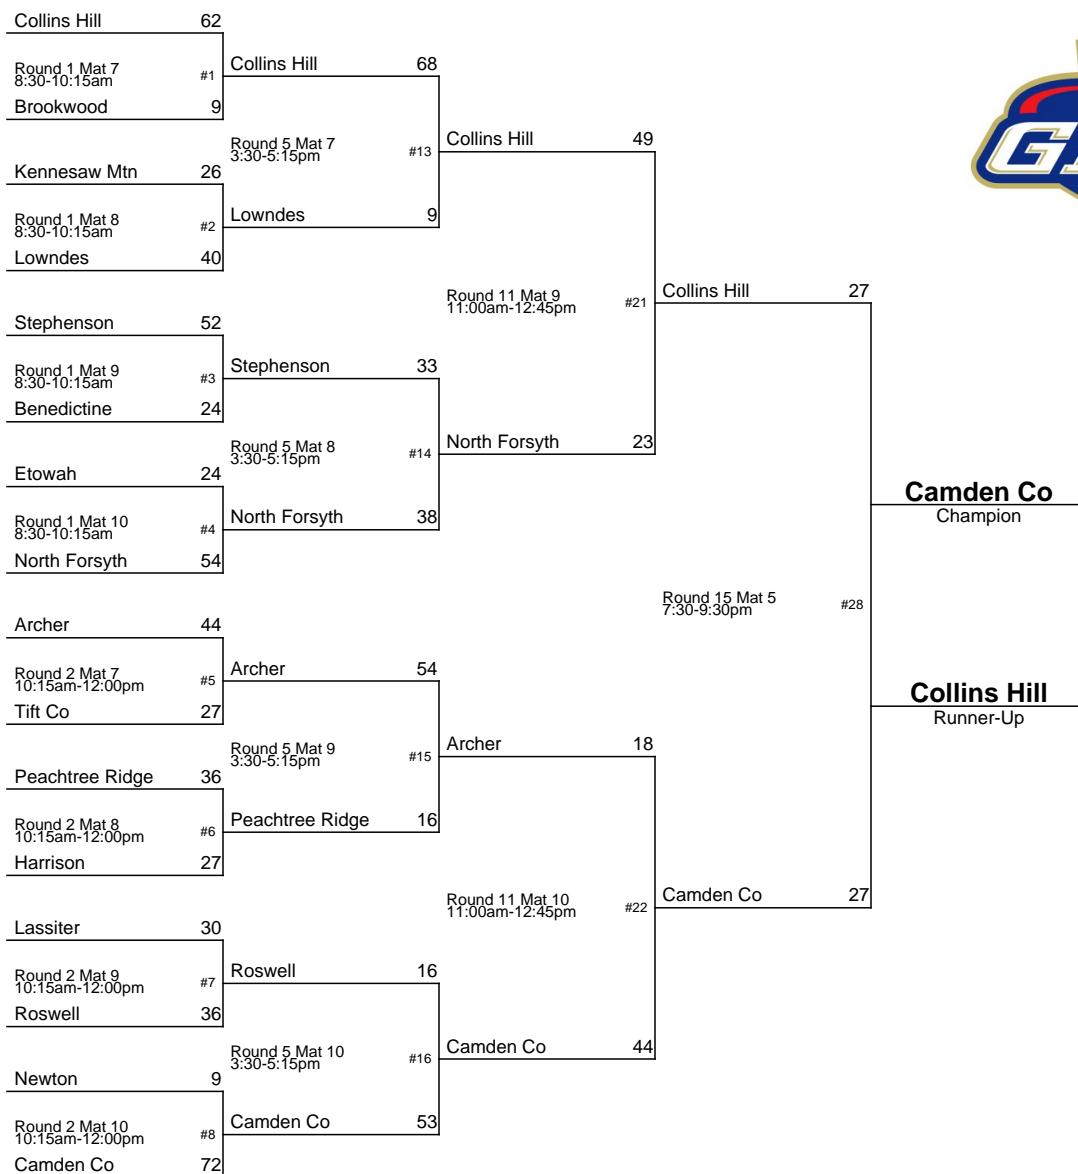 Collins Hill 62
Round 1 Mat 7
8:30-10:15am
#1
Brookwood 9
Kennesaw Mtn 26
Round 1 Mat 8
8:30-10:15am
#2
Lowndes 40
Stephenson 52
Round 1 Mat 9
8:30-10:15am
#3
Benedictine 24
Etowah 24
Round 1 Mat 10
8:30-10:15am
#4
North Forsyth 54
Archer 44
Round 2 Mat 7
10:15am-12:00pm
#5
Tift Co 27
Peachtree Ridge 36
Round 2 Mat 8
10:15am-12:00pm
#6
Harrison 27
Lassiter 30
Round 2 Mat 9
10:15am-12:00pm
#7
Roswell 36
Newton 9
Round 2 Mat 10
10:15am-12:00pm
#8
Camden Co 72
Collins Hill 68
Round 5 Mat 7
3:30-5:15pm
#13
Lowndes 9
Stephenson 33
Round 5 Mat 8
3:30-5:15pm
#14
North Forsyth 38
Archer 54
Round 5 Mat 9
3:30-5:15pm
#15
Peachtree Ridge 16
Roswell 16
Round 5 Mat 10
3:30-5:15pm
#16
Camden Co 53
Collins Hill 49
Round 11 Mat 9
11:00am-12:45pm
#21
North Forsyth 23
Archer 18
Round 11 Mat 10
11:00am-12:45pm
#22
Camden Co 44
Collins Hill 27
Round 15 Mat 5
7:30-9:30pm
#28
Camden Co 27
Camden Co
Champion
Collins Hill
Runner-Up